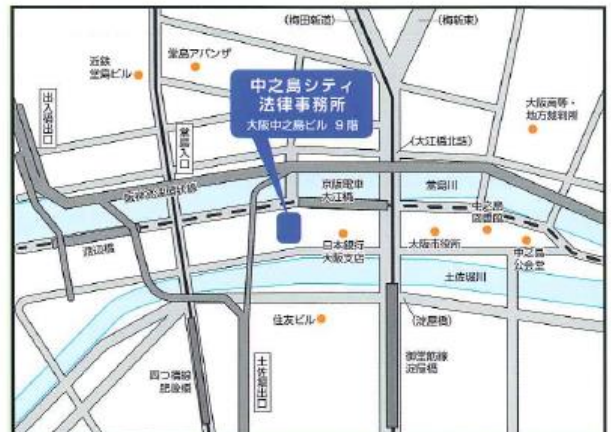 (梅田新道)
(梅新東)
近鉄
堂島ビル
堂島アバンザ
出入橋出口
堂島入口
中之島シティ
法律事務所
大阪中之島ビル 9階
大阪高等・
地方裁判所
(大江橋北詰)
阪神高速環状線
京阪電車
大江橋
堂島川
中之島
図書館
渡辺橋
日本銀行
大阪支店
大阪市役所
中之島
公会堂
土佐堀川
住友ビル
(淀屋橋)
四つ橋線
肥後橋
土佐堀出口
御堂筋線
淀屋橋